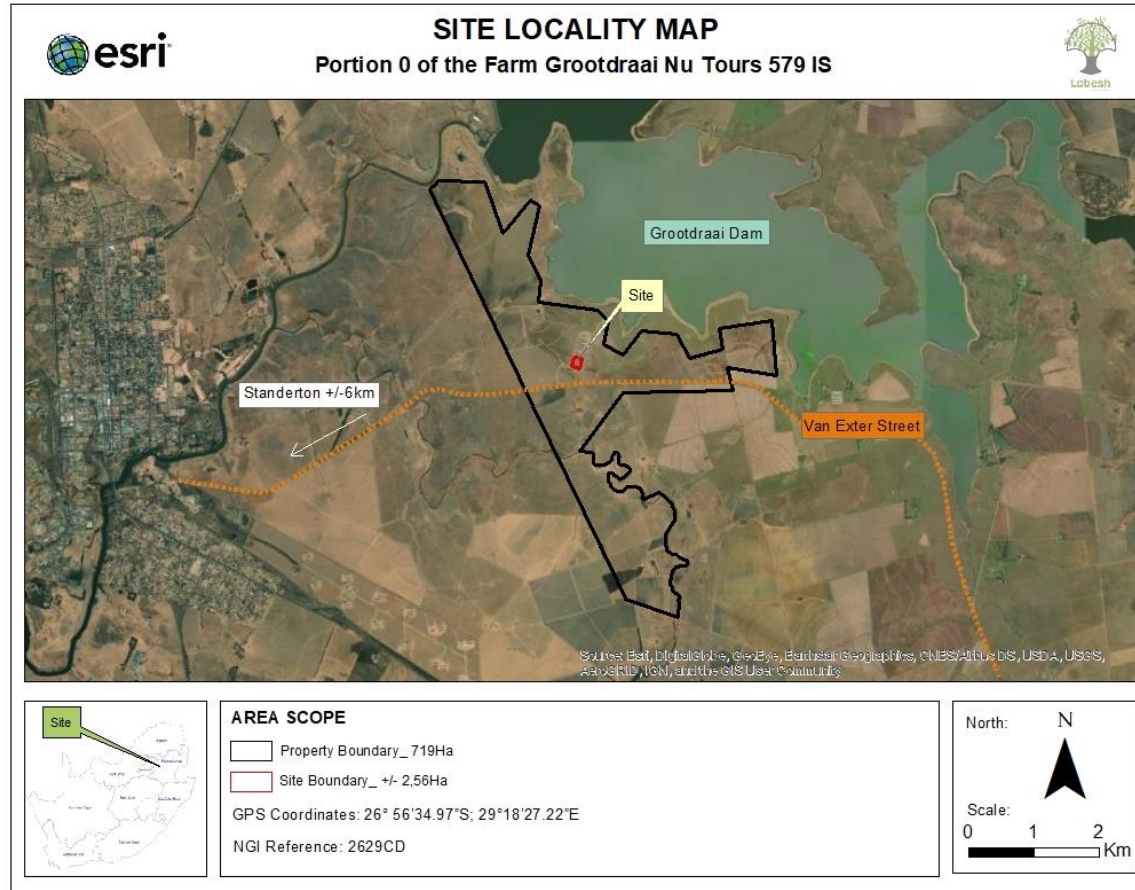 esri
SITE LOCALITY MAP
Portion 0 of the Farm Grootdraai Nu Tours 579 IS
Labesh
Grootdraai Dam
Site
Standerton +/-6km
Van Exter Street
Source: Esri, DigitalGlobe, GeoEye, Earthstar Geographics, CNES/Airbus DS, USDA, USGS,
AeroGRID, IGN, and the GIS User Community
Site
AREA SCOPE
Property Boundary_ 719Ha
Site Boundary_ +/- 2,56Ha
GPS Coordinates: 26° 56'34.97"S; 29°18'27.22"E
NGI Reference: 2629CD
North:
N
Scale:
0 1 2
Km